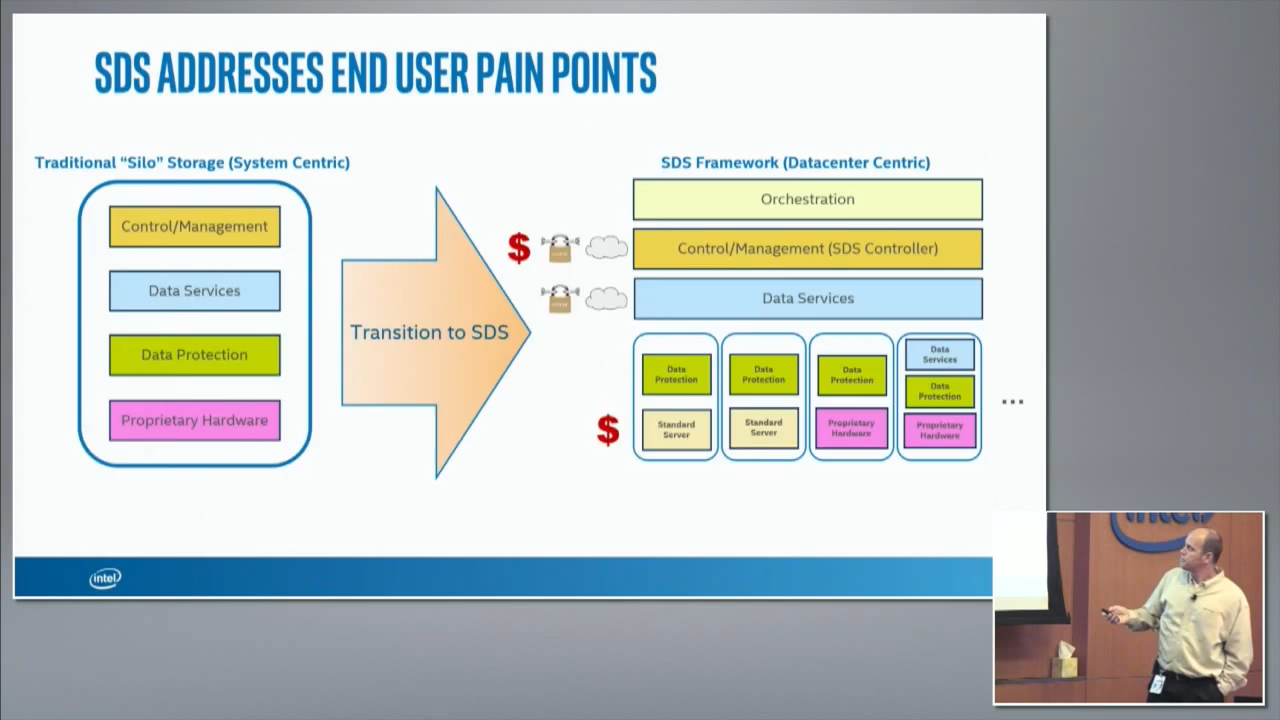 SDS ADDRESSES END USER PAIN POINTS
Traditional “Silo” Storage (System Centric)
Control/Management
Data Services
Data Protection
Proprietary Hardware
Transition to SDS
SDS Framework (Datacenter Centric)
Orchestration
$
Control/Management (SDS Controller)
Data Services
$
Data
Protection
Standard
Server
Data
Protection
Standard
Server
Data
Protection
Proprietary
Hardware
Data
Services
Data
Protection
Proprietary
Hardware
...
intel
intel